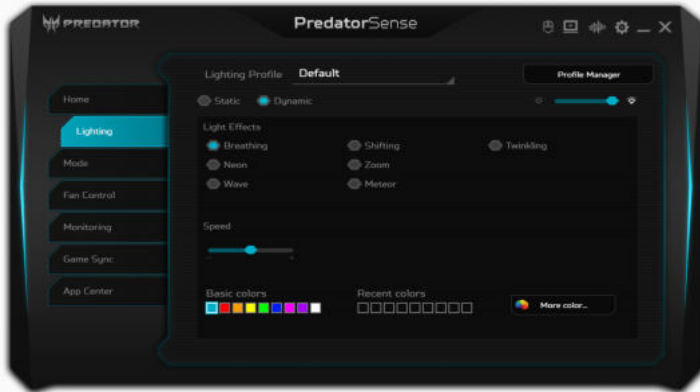 PREDATOR
PredatorSense
Lighting Profile Default
Profile Manager
Static Dynamic
Home
Lighting
Mode
Fan Control
Monitoring
Game Sync
App Center
Light Effects
Breathing Shifting Twinkling
Neon Zoom
Wave Meteor
Speed
- +
Basic colors Recent colors
More color...